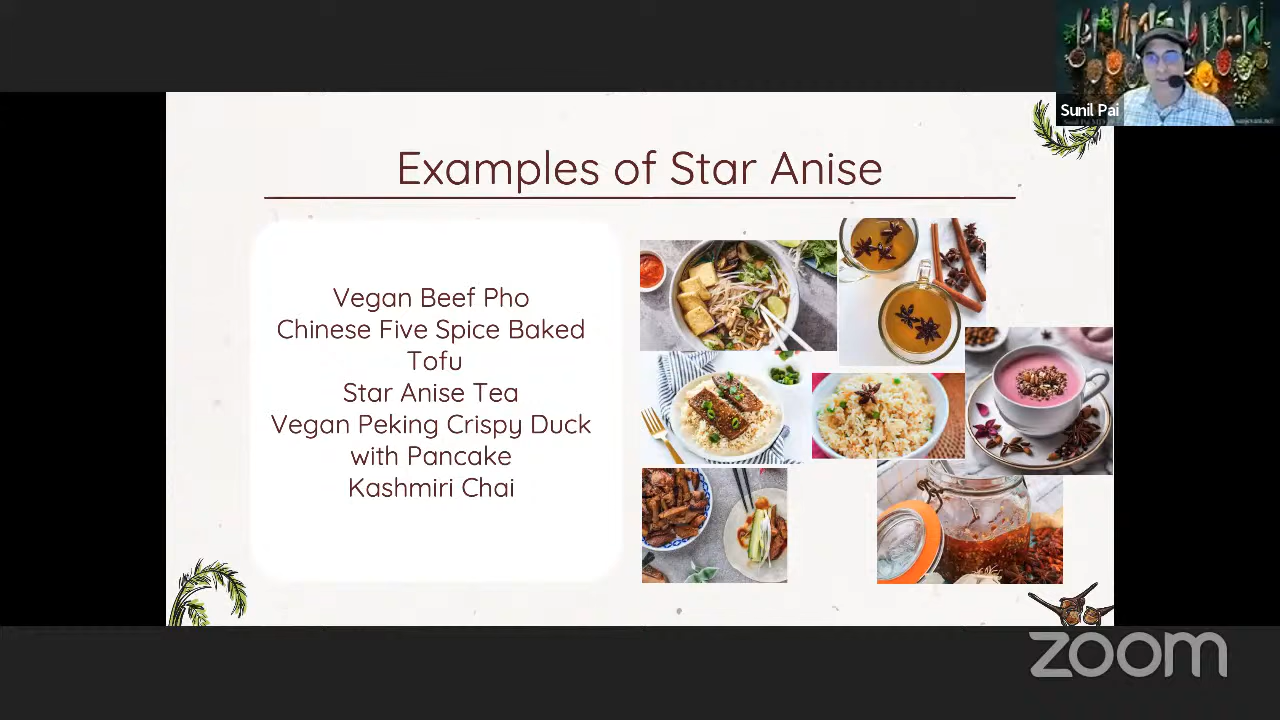 Sunil Pai
Examples of Star Anise
Vegan Beef Pho
Chinese Five Spice Baked
Tofu
Star Anise Tea
Vegan Peking Crispy Duck
with Pancake
Kashmiri Chai
zoom